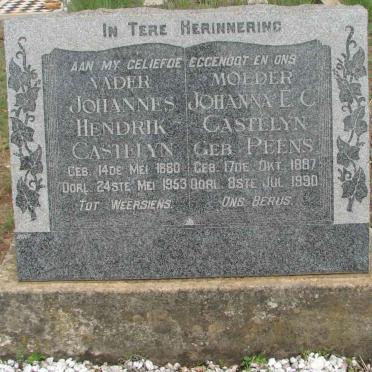 In Tere Herinnering
AAN MY GELIEFDE EGGENOOT EN ONS
VADER
JOHANNES
HENDRIK
CASTELYN
GEB. 14DE MEI 1880
OORL. 24STE MEI 1953
TOT WEERSIENS.
MOEDER
JOHANNA E. C.
CASTELYN
GEB. PEENS
GEB. 17DE OKT. 1887
OORL. 8STE JUL. 1990
ONS BERUS.